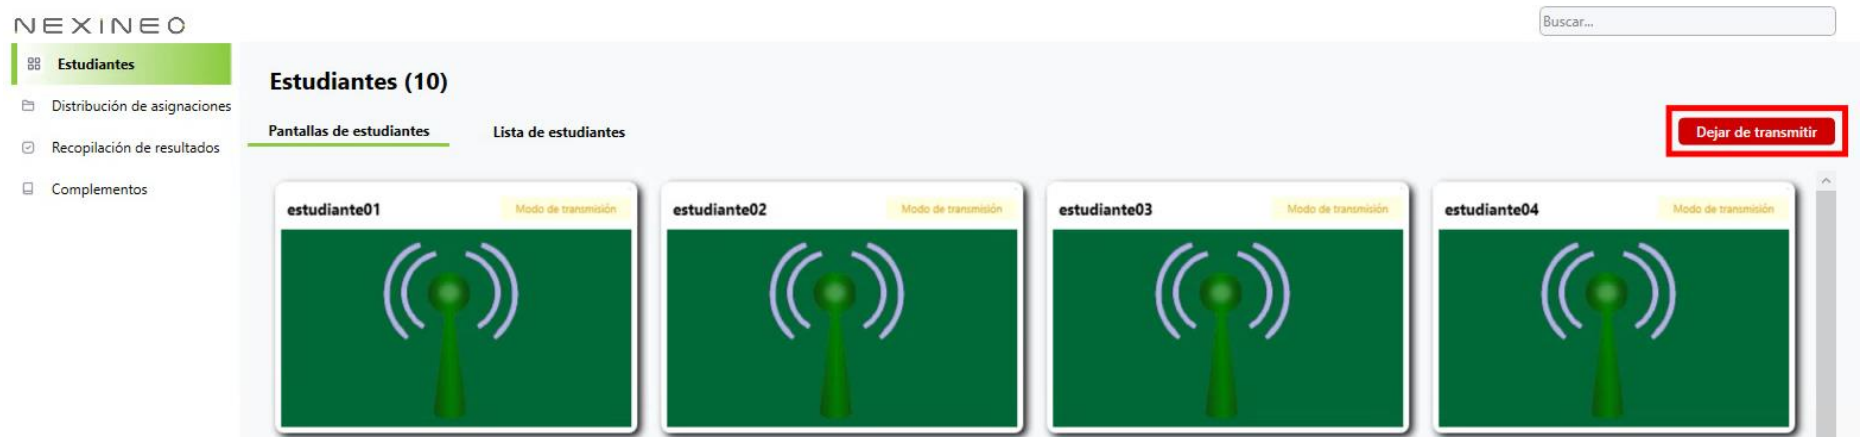 NEXINEO
Buscar...
Estudiantes
Distribución de asignaciones
Recopilación de resultados
Complementos
Estudiantes (10)
Pantallas de estudiantes
Lista de estudiantes
Dejar de transmitir
estudiante01
Modo de transmisión
estudiante02
Modo de transmisión
estudiante03
Modo de transmisión
estudiante04
Modo de transmisión